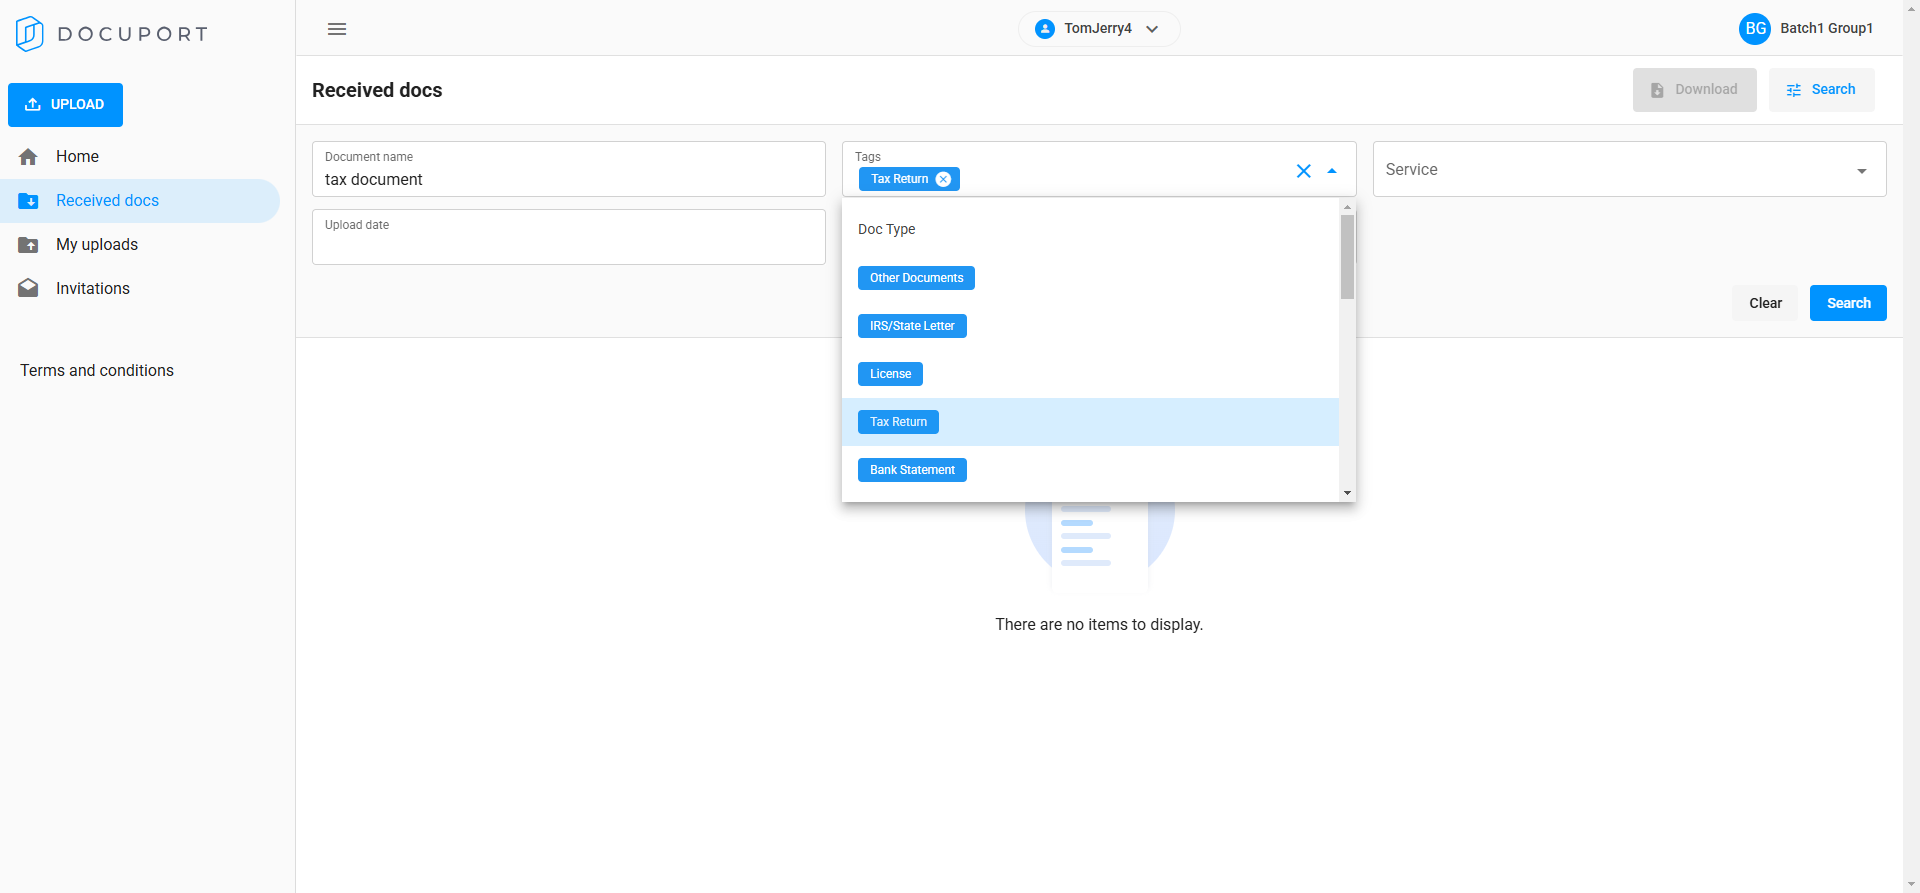 DOCUPORT
TomJerry4
BG Batch1 Group1
UPLOAD
Home
Received docs
My uploads
Invitations
Terms and conditions
Received docs
Download
Search
Document name
tax document
Tags
Tax Return
Service
Upload date
Doc Type
Other Documents
IRS/State Letter
License
Tax Return
Bank Statement
Clear
Search
There are no items to display.